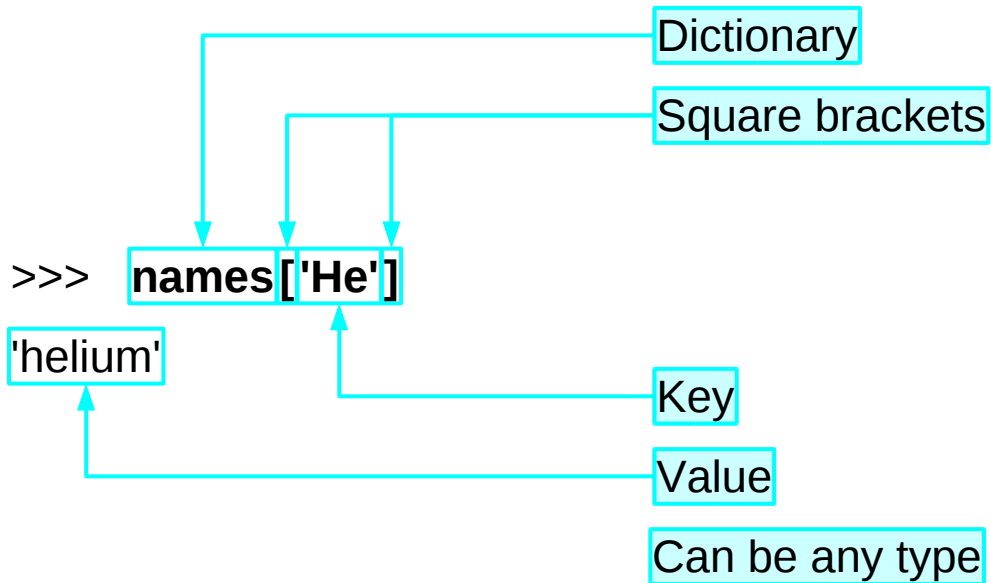 Dictionary
Square brackets
>>> names['He']
'helium'
Key
Value
Can be any type